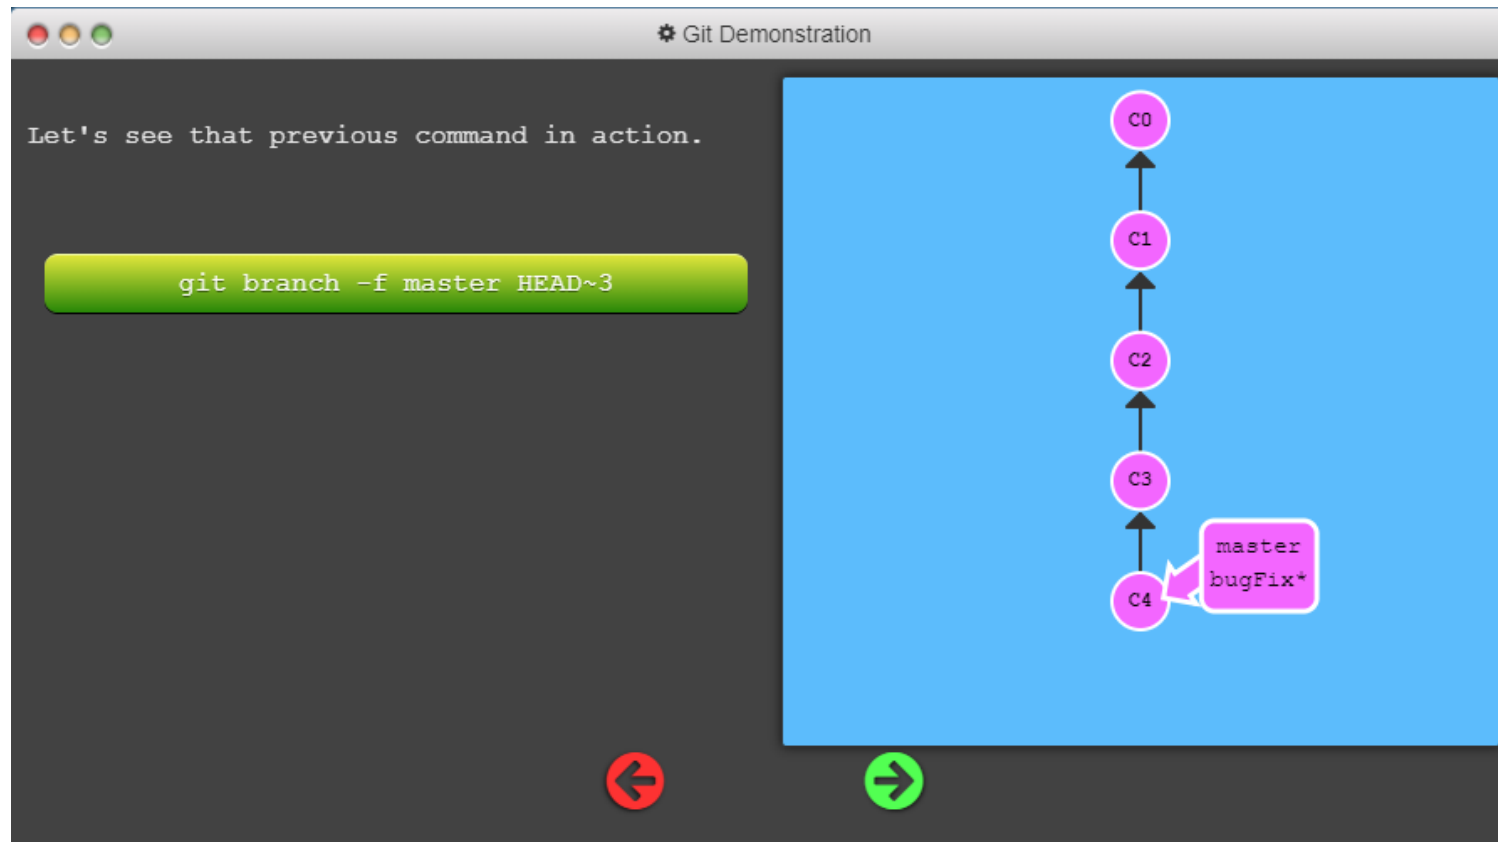 Git Demonstration
Let's see that previous command in action.
git branch -f master HEAD~3
C0
C1
C2
C3
master
bugFix*
C4